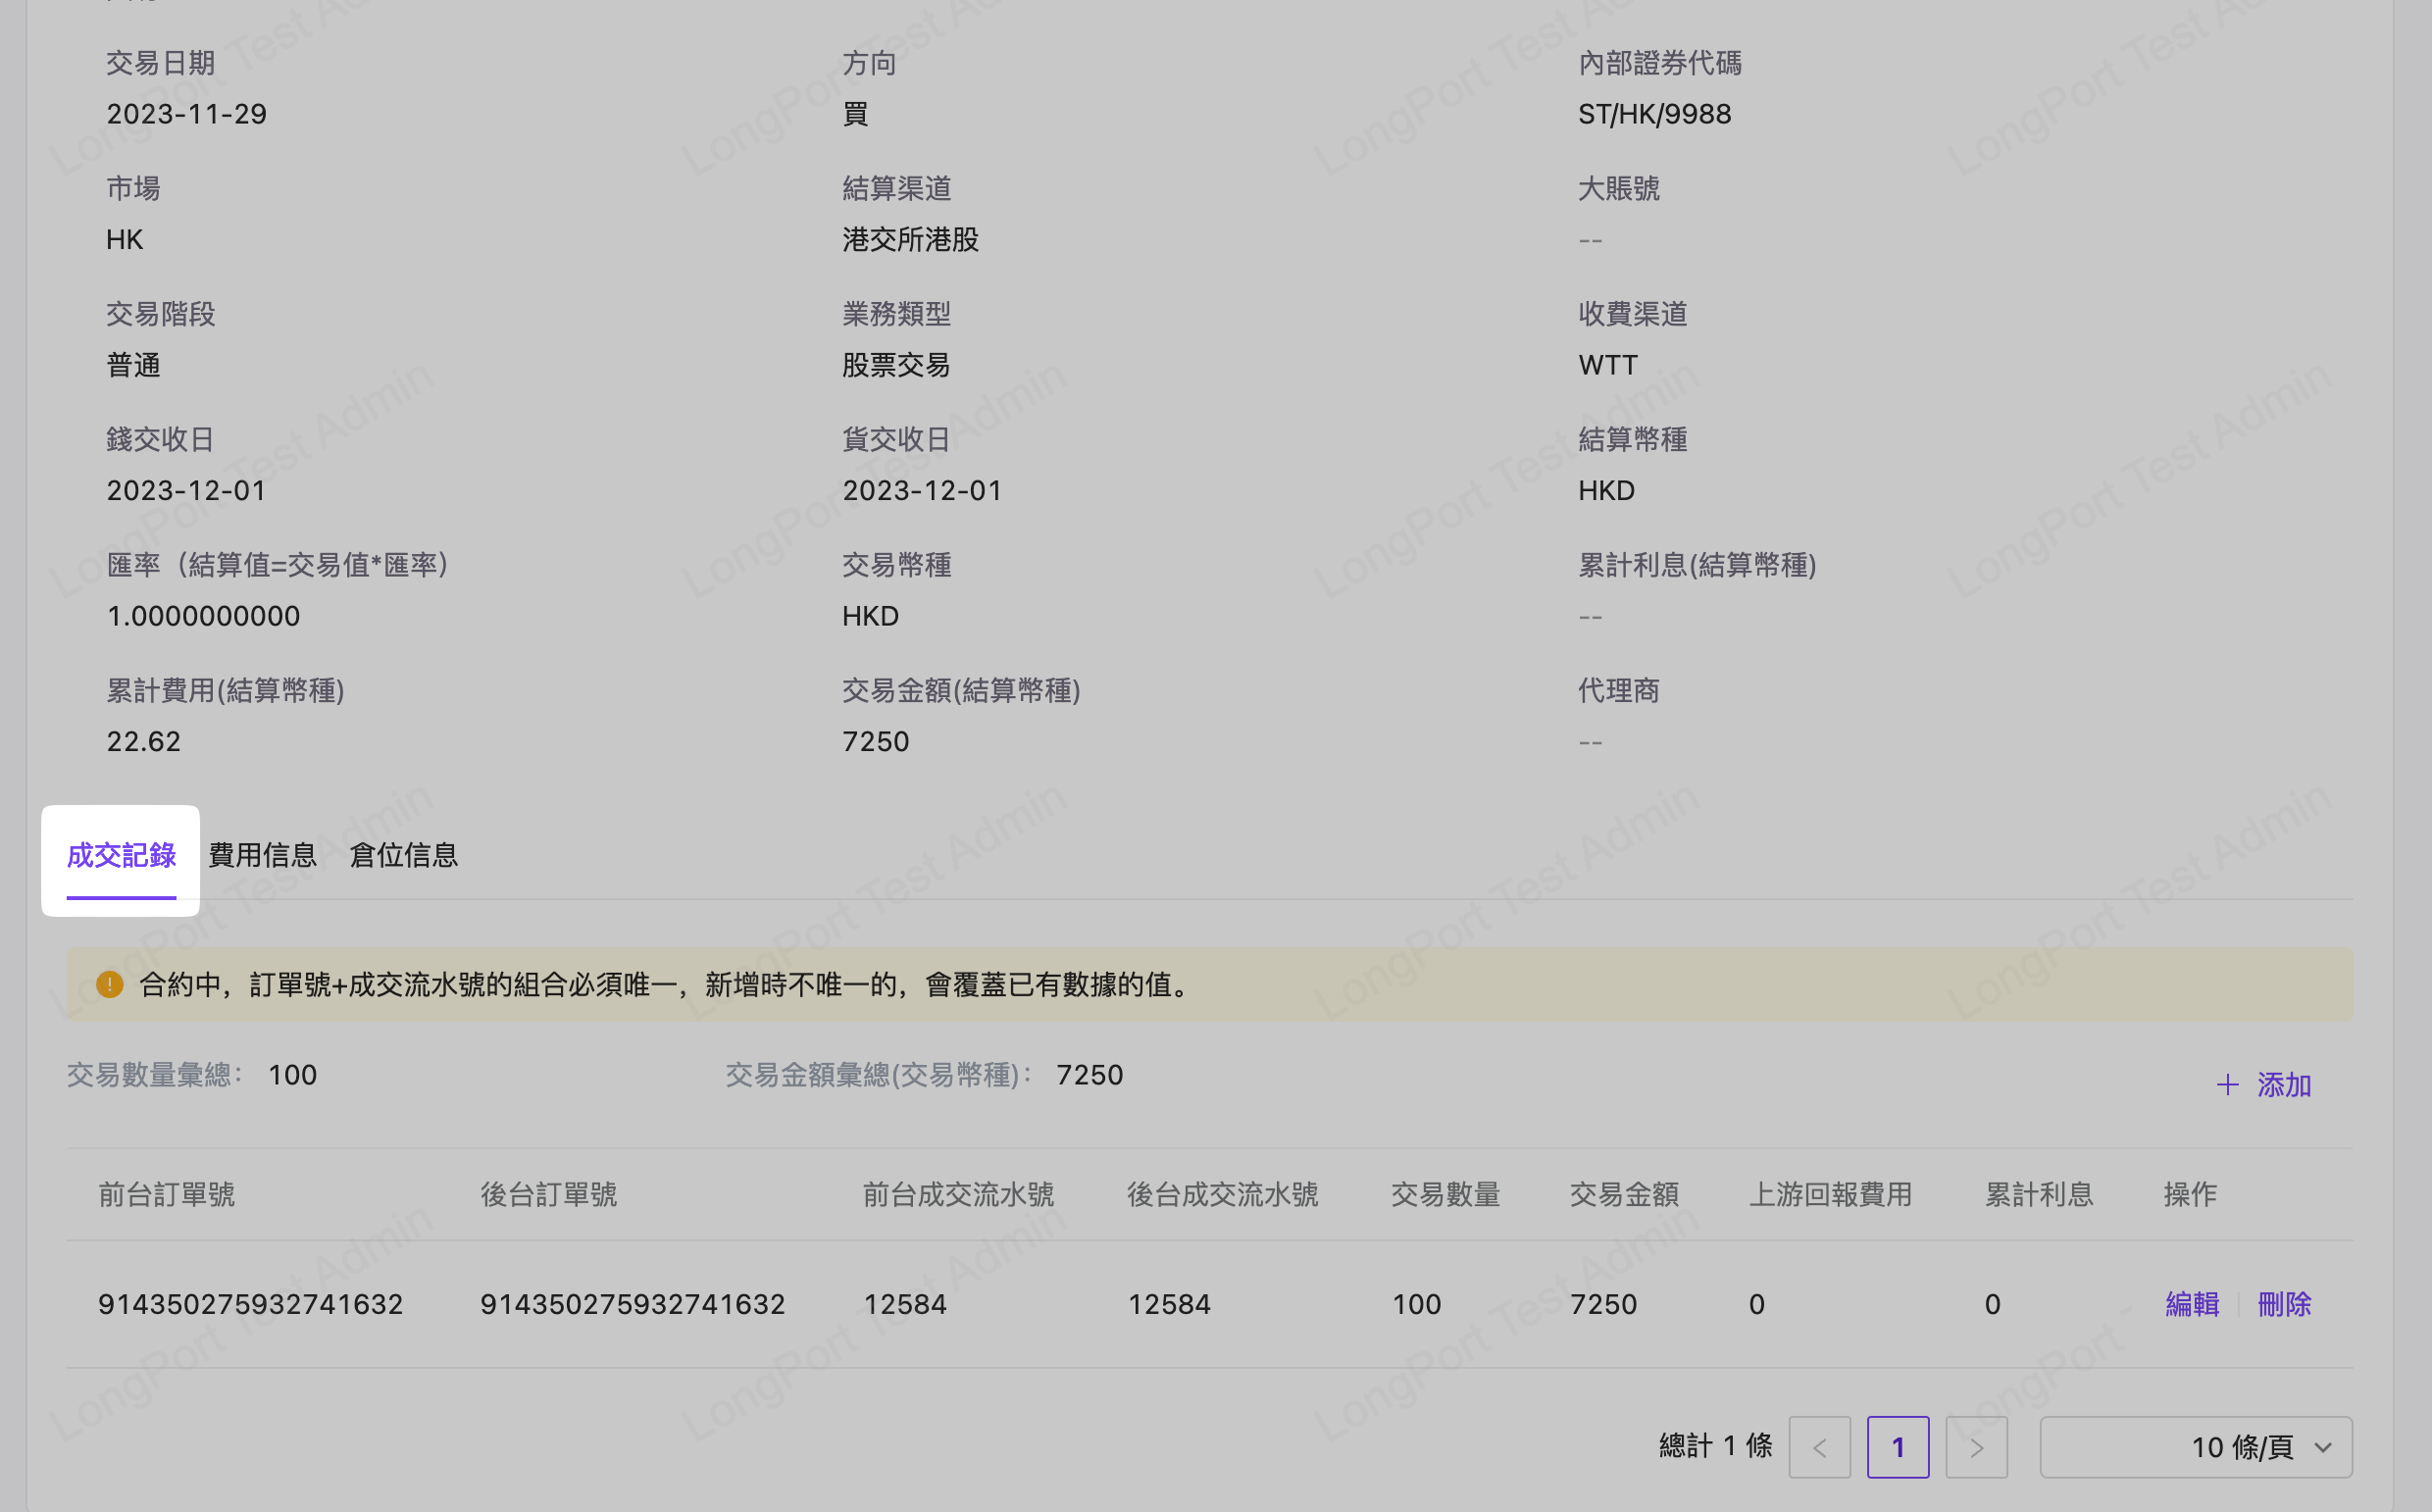 交易日期 方向 內部證券代碼
2023-11-29 買 ST/HK/9988
市場 結算渠道 大賬號
HK 港交所港股 --
交易階段 業務類型 收費渠道
普通 股票交易 WTT
錢交收日 貨交收日 結算幣種
2023-12-01 2023-12-01 HKD
匯率（結算值=交易值*匯率） 交易幣種 累計利息(結算幣種)
1.0000000000 HKD --
累計費用(結算幣種) 交易金額(結算幣種) 代理商
22.62 7250 --
成交記錄 費用信息 倉位信息
合約中，訂單號+成交流水號的組合必須唯一，新增時不唯一的，會覆蓋已有數據的值。
交易數量彙總： 100 交易金額彙總(交易幣種)： 7250
+ 添加
前台訂單號 後台訂單號 前台成交流水號 後台成交流水號 交易數量 交易金額 上游回報費用 累計利息 操作
914350275932741632 914350275932741632 12584 12584 100 7250 0 0 編輯 刪除
總計 1 條 < 1 > 10 條/頁
LongPort Test Admin